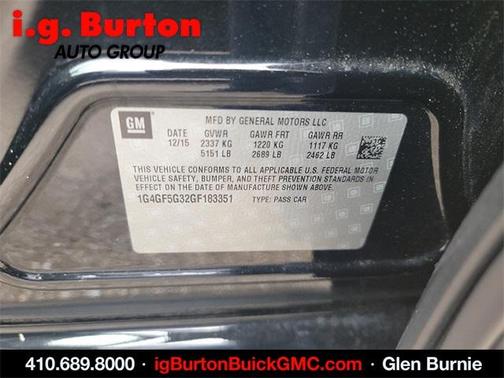 i.g. Burton
AUTO GROUP
GM
MFD BY GENERAL MOTORS LLC
12/15 GVWR GAWR FRT GAWR RR
2337 KG 1220 KG 1117 KG
5151 LB 2689 LB 2462 LB
THIS VEHICLE CONFORMS TO ALL APPLICABLE U.S. FEDERAL MOTOR
VEHICLE SAFETY, BUMPER, AND THEFT PREVENTION STANDARDS IN
EFFECT ON THE DATE OF MANUFACTURE SHOWN ABOVE.
1G4GF5G32GF183351 TYPE: PASS CAR
410.689.8000 • igBurtonBuickGMC.com • Glen Burnie